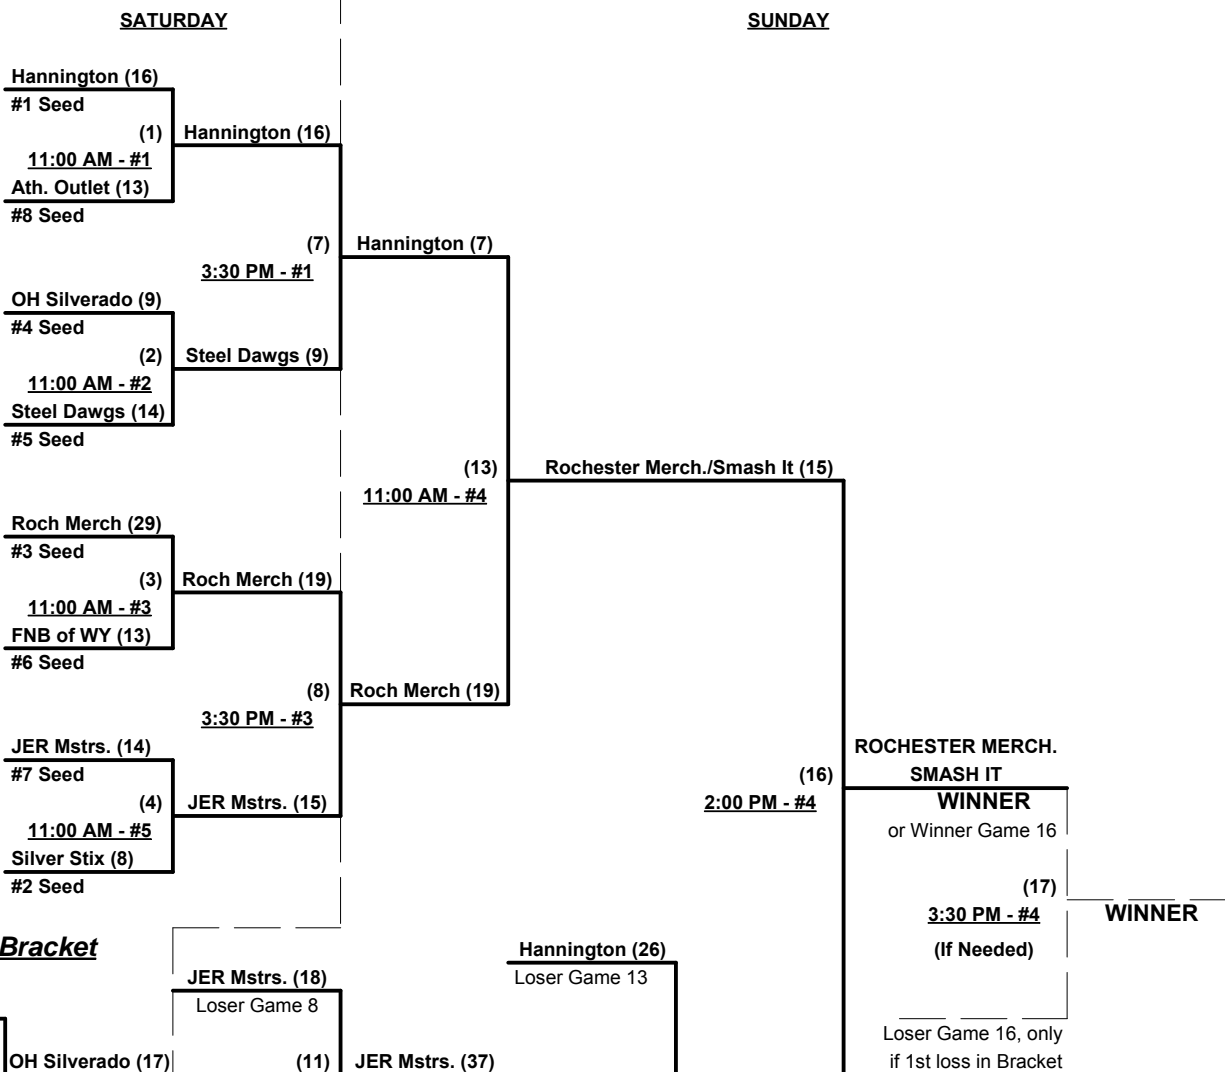 SATURDAY
SUNDAY
Hannington (16)
#1 Seed
(1)
Hannington (16)
11:00 AM - #1
Ath. Outlet (13)
#8 Seed
(7)
Hannington (7)
3:30 PM - #1
OH Silverado (9)
#4 Seed
(2)
Steel Dawgs (9)
11:00 AM - #2
Steel Dawgs (14)
#5 Seed
(13)
Rochester Merch./Smash It (15)
11:00 AM - #4
Roch Merch (29)
#3 Seed
(3)
Roch Merch (19)
11:00 AM - #3
FNB of WY (13)
#6 Seed
(8)
Roch Merch (19)
3:30 PM - #3
JER Mstrs. (14)
#7 Seed
(4)
JER Mstrs. (15)
11:00 AM - #5
Silver Stix (8)
#2 Seed
(16)
2:00 PM - #4
ROCHESTER MERCH.
SMASH IT
WINNER
or Winner Game 16
(17)
3:30 PM - #4
(If Needed)
WINNER
Bracket
Hannington (26)
Loser Game 13
JER Mstrs. (18)
Loser Game 8
Loser Game 16, only
if 1st loss in Bracket
OH Silverado (17)
(11)
JER Mstrs. (37)